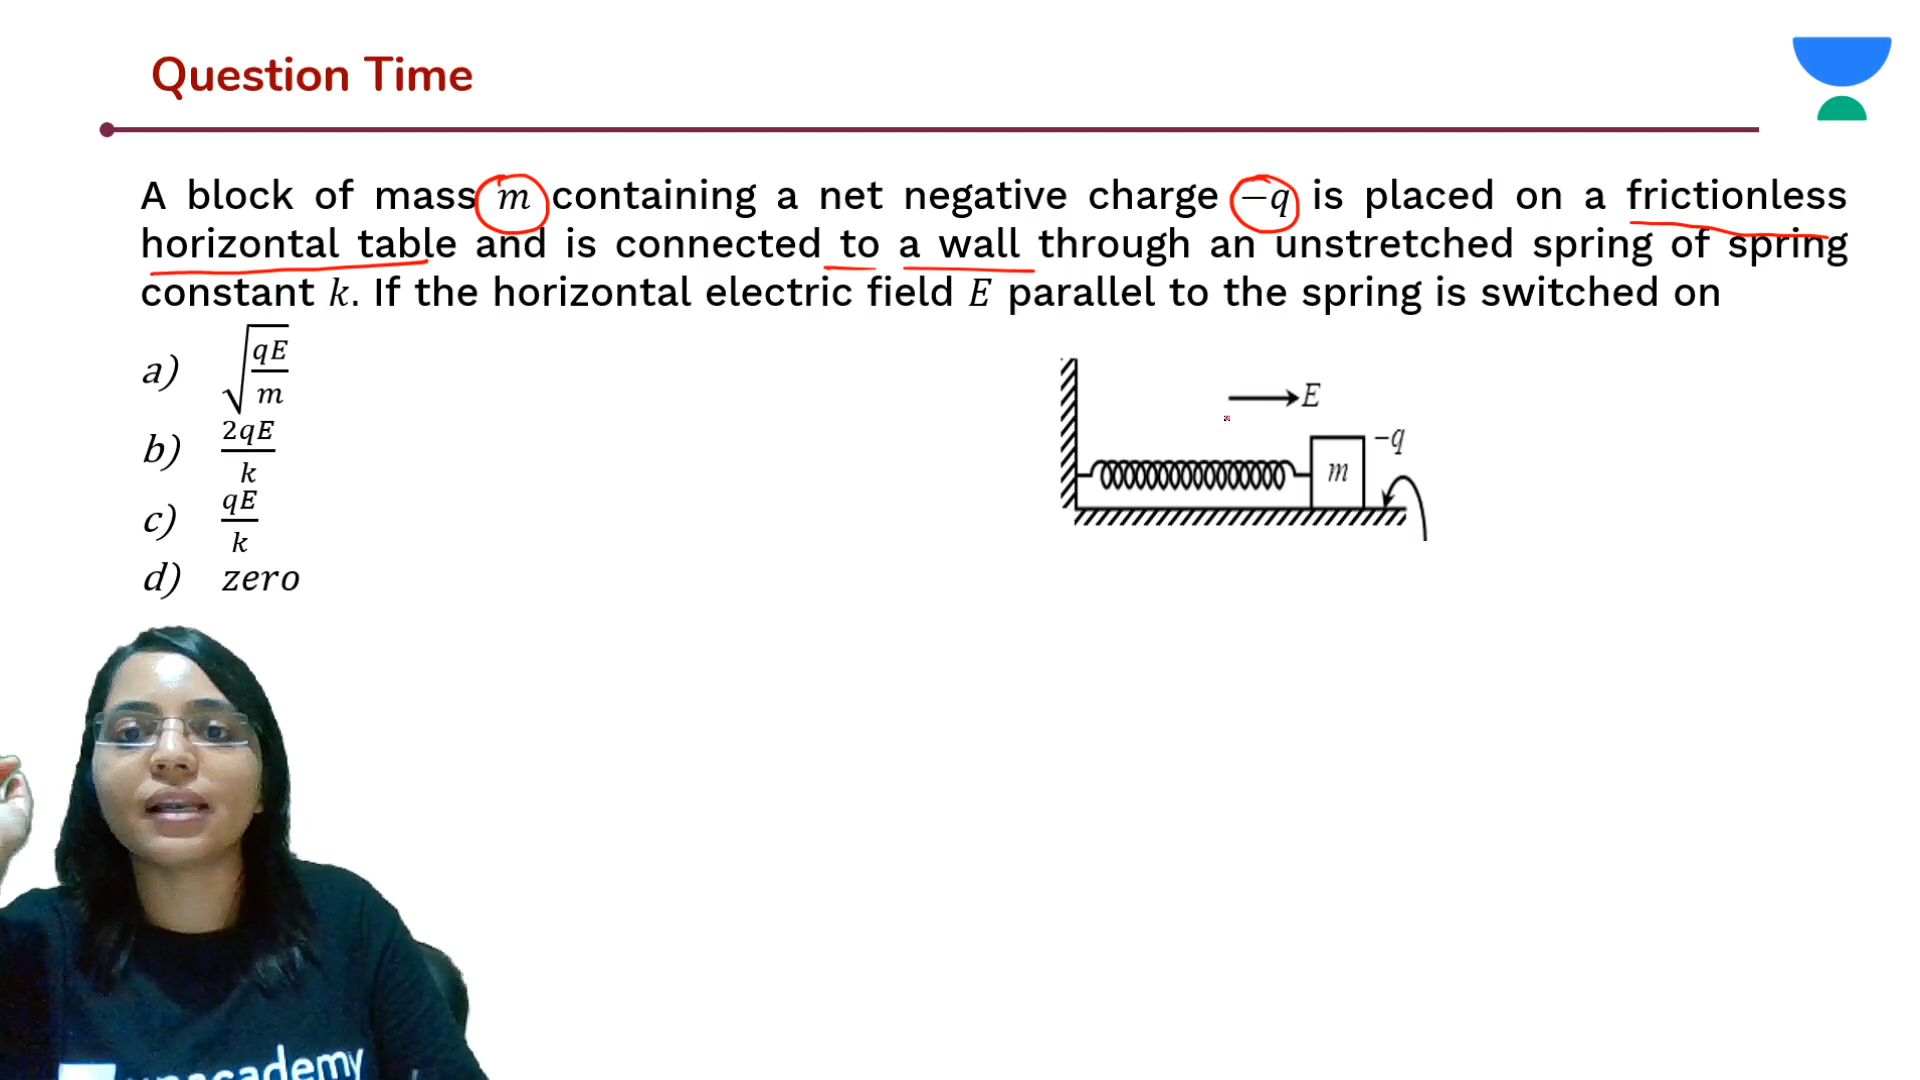 Question Time
A block of mass m containing a net negative charge −q is placed on a frictionless
horizontal table and is connected to a wall through an unstretched spring of spring
constant k. If the horizontal electric field E parallel to the spring is switched on
a) √(qE/m)
b) 2qE/k
c) qE/k
d) zero
E
−q
m